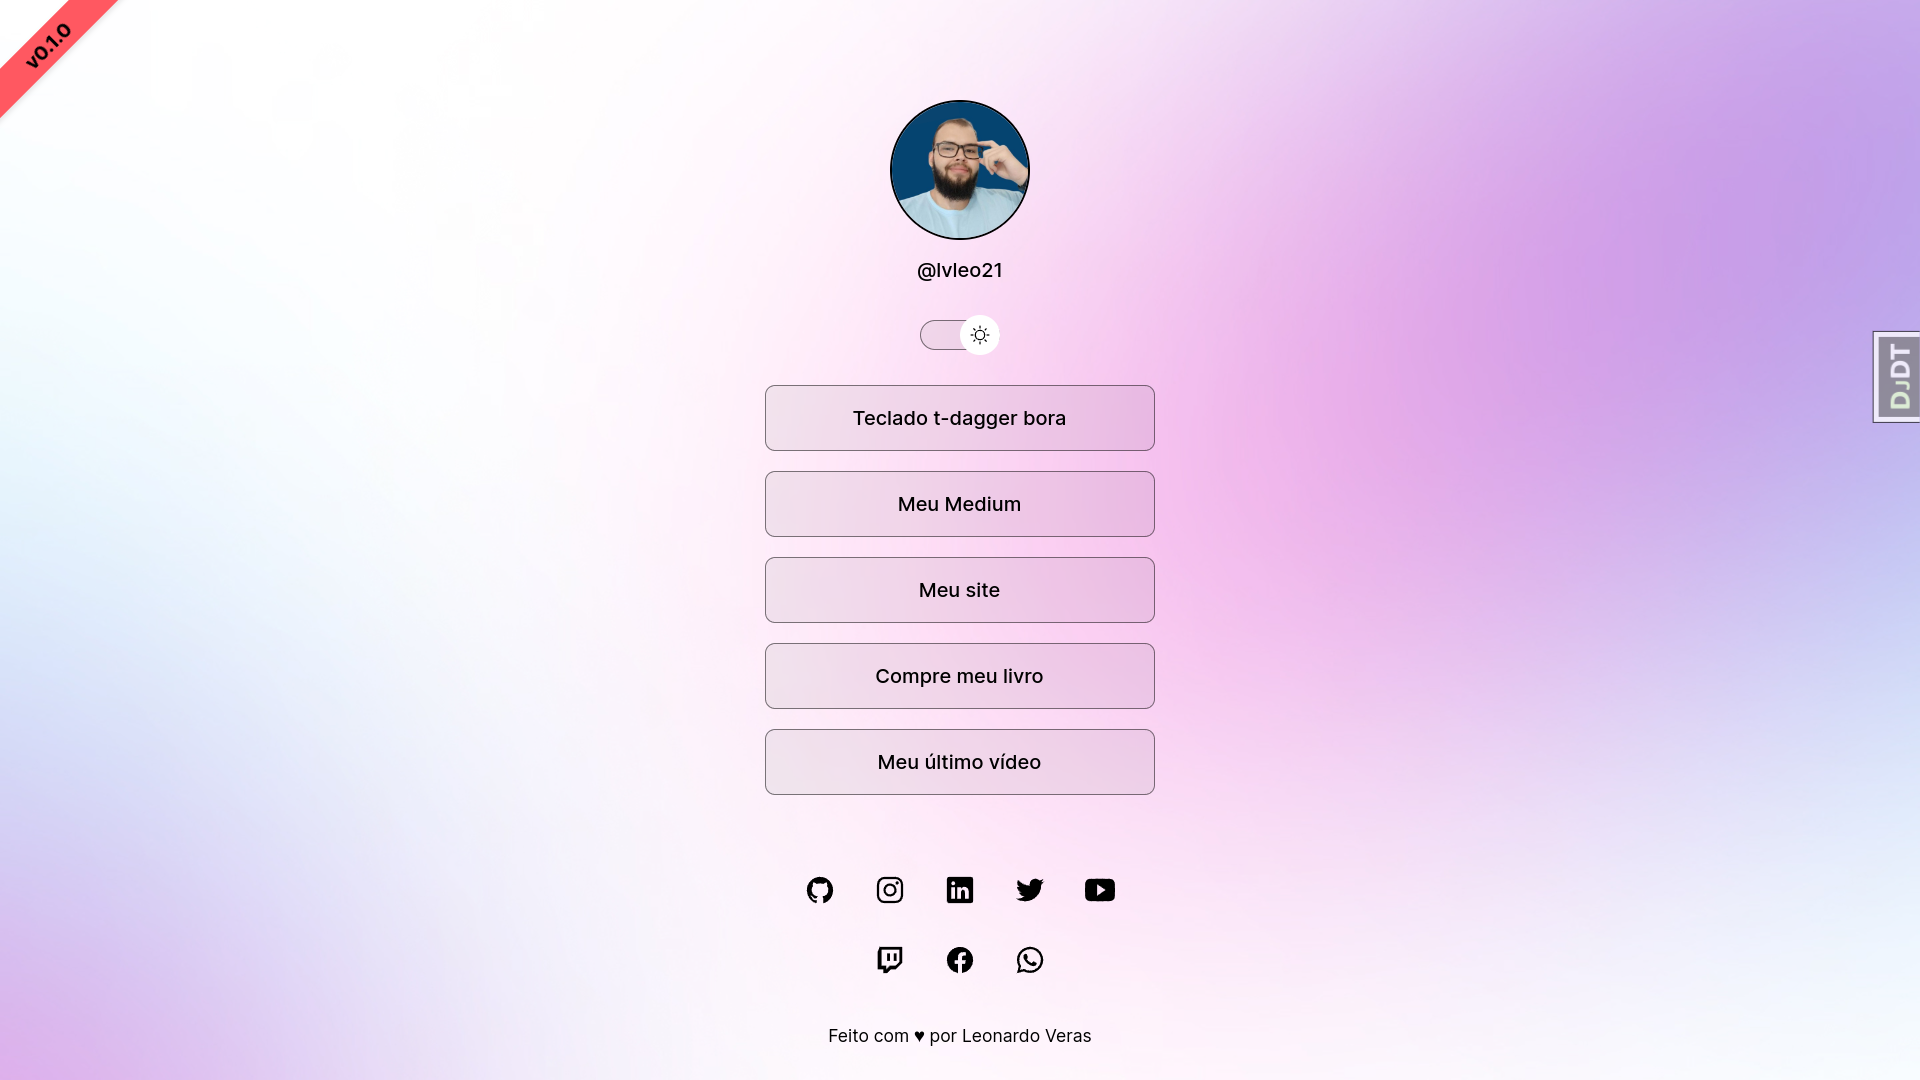 v0.1.0
@lvleo21
Teclado t-dagger bora
Meu Medium
Meu site
Compre meu livro
Meu último vídeo
in
Feito com ♥ por Leonardo Veras
DJDT